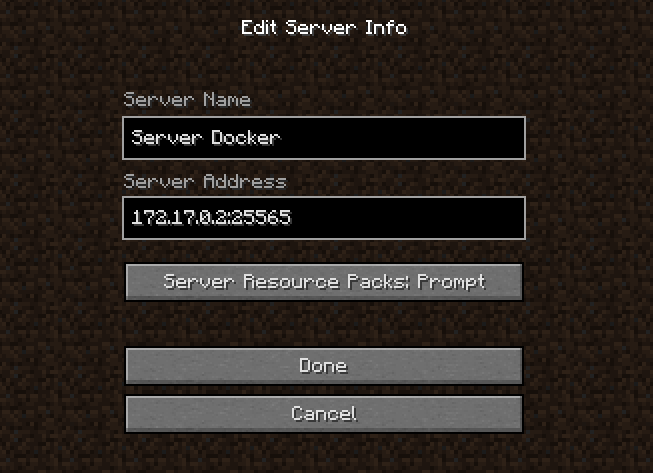 Edit Server Info
Server Name
Server Docker
Server Address
172.17.0.2:25565
Server Resource Packs: Prompt
Done
Cancel